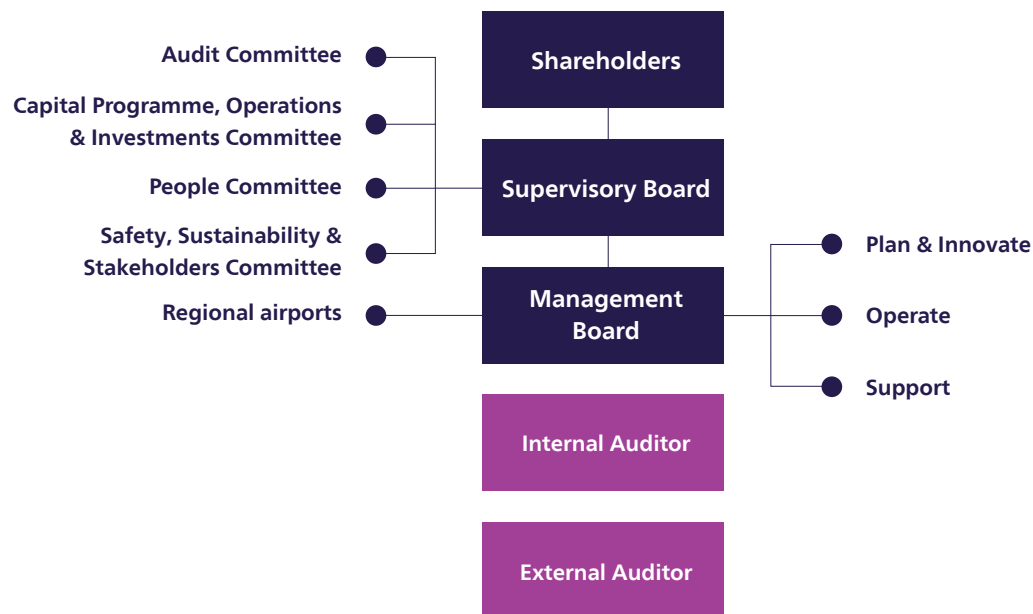 Audit Committee
Capital Programme, Operations
& Investments Committee
People Committee
Safety, Sustainability &
Stakeholders Committee
Regional airports
Shareholders
Supervisory Board
Management
Board
Internal Auditor
External Auditor
Plan & Innovate
Operate
Support